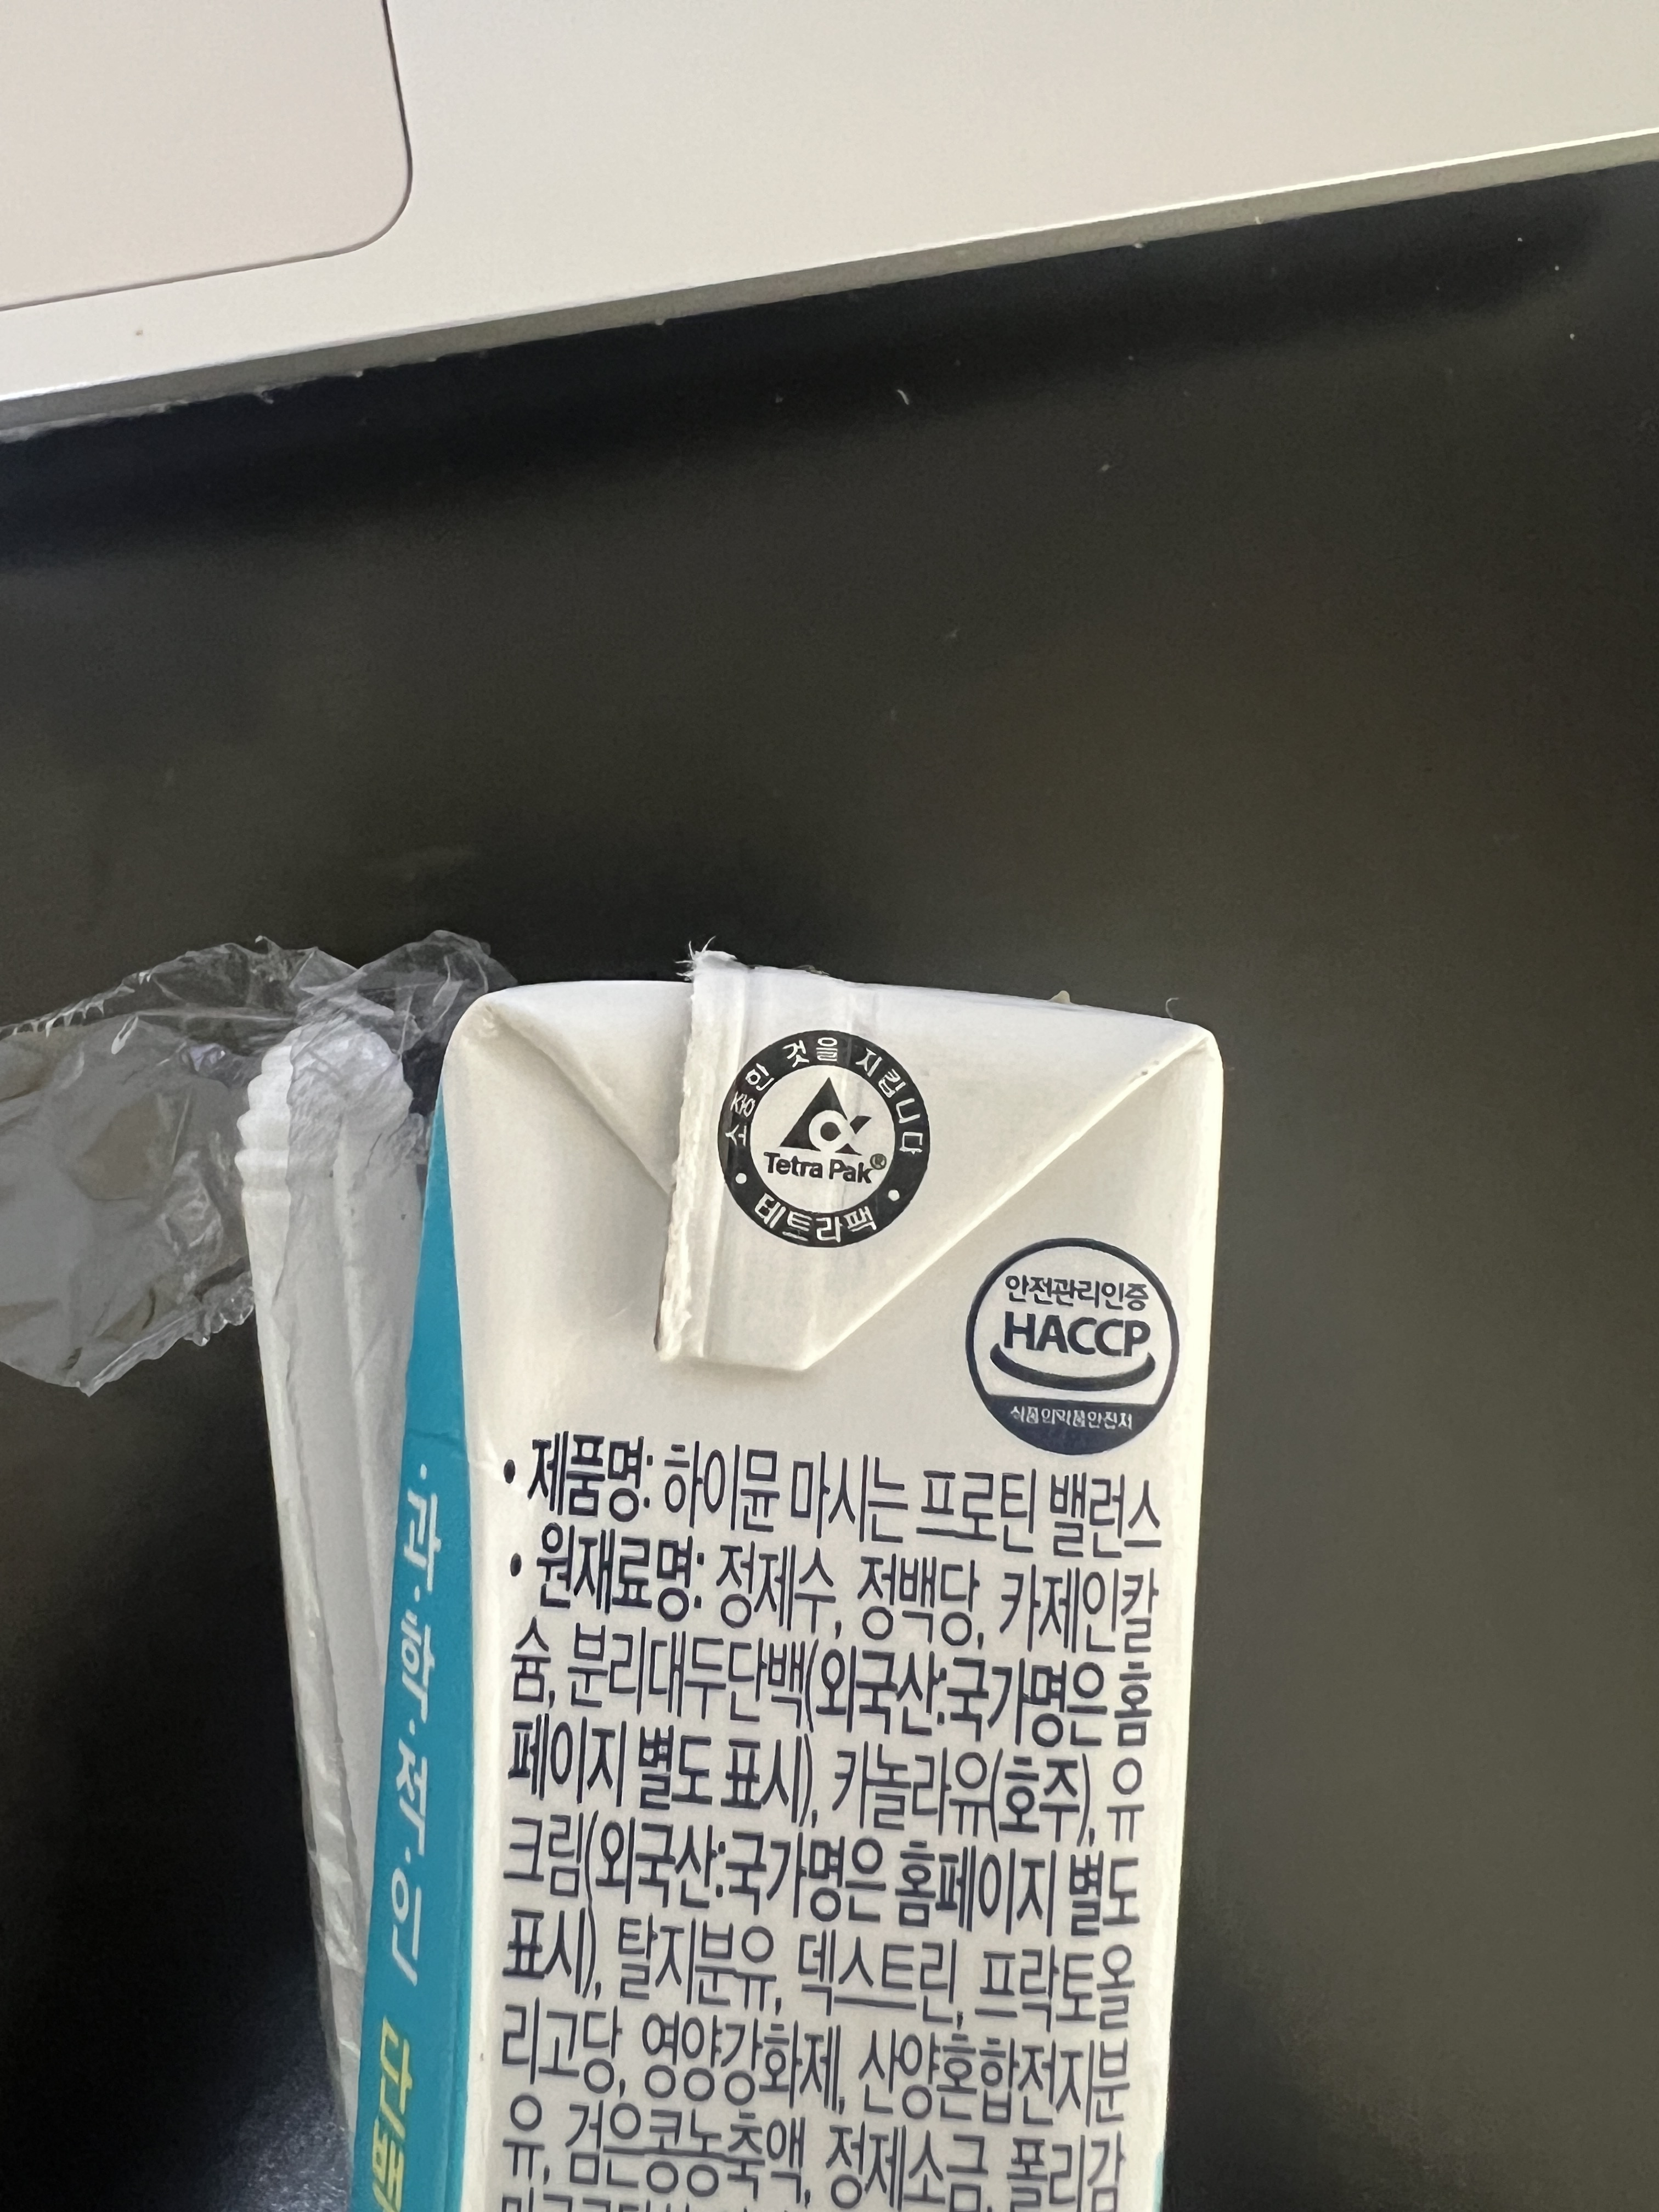 소중한 것을 지킵니다
Tetra Pak®
테트라팩
안전관리인증
HACCP
식품의약품안전처
• 제품명: 하이뮨 마시는 프로틴 밸런스
• 원재료명: 정제수, 정백당, 카제인칼
슘, 분리대두단백(외국산:국가명은 홈
페이지 별도 표시), 카놀라유(호주), 유
크림(외국산:국가명은 홈페이지 별도
표시), 탈지분유, 덱스트린, 프락토올
리고당, 영양강화제, 산양혼합전지분
유, 검은콩농축액, 정제소금, 폴리감